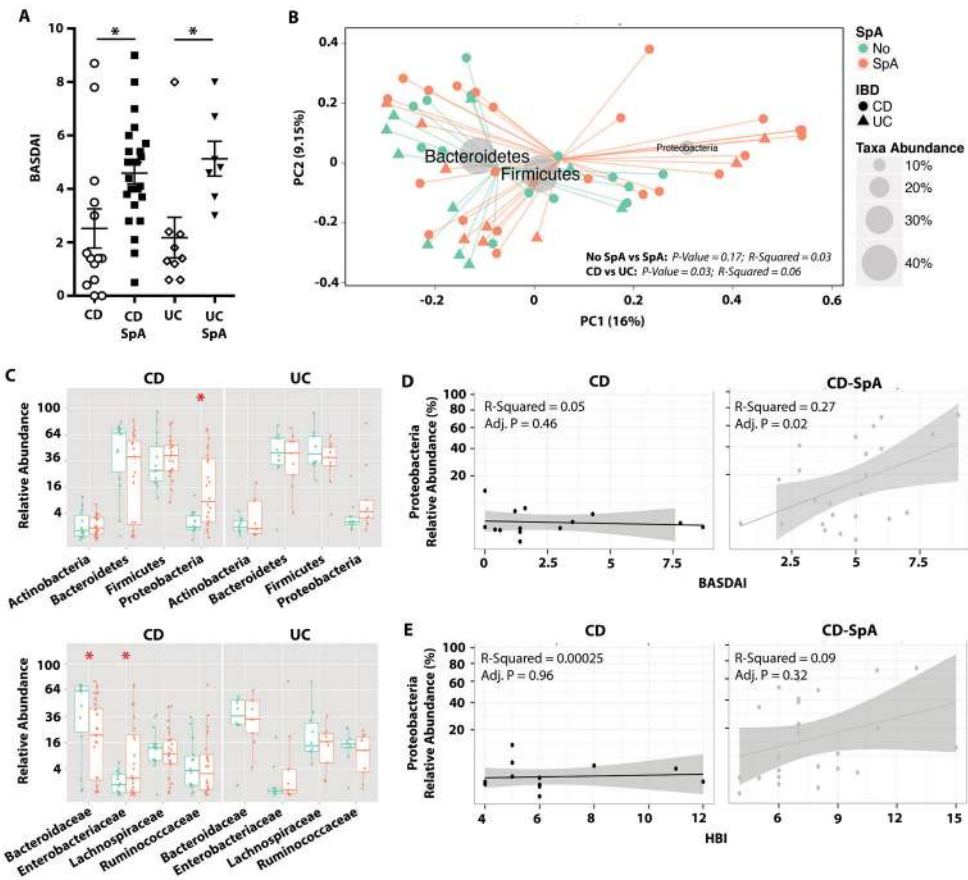 A
*
*
BASDAI
10
8
6
4
2
0
CD
CD
SpA
UC
UC
SpA
B
PC2 (9.15%)
0.4
0.2
0
-0.2
-0.4
Bacteroidetes
Firmicutes
Proteobacteria
No SpA vs SpA: P-Value = 0.17; R-Squared = 0.03
CD vs UC: P-Value = 0.03; R-Squared = 0.06
-0.2
0
0.2
0.4
0.6
PC1 (16%)
SpA
No
SpA
IBD
CD
UC
Taxa Abundance
10%
20%
30%
40%
C
CD
UC
*
Relative Abundance
100
64
36
16
4
Actinobacteria
Bacteroidetes
Firmicutes
Proteobacteria
Actinobacteria
Bacteroidetes
Firmicutes
Proteobacteria
CD
UC
*
*
Relative Abundance
100
64
36
16
4
Bacteroidaceae
Enterobacteriaceae
Lachnospiraceae
Ruminococcaceae
Bacteroidaceae
Enterobacteriaceae
Lachnospiraceae
Ruminococcaceae
D
CD
CD-SpA
Proteobacteria
Relative Abundance (%)
100
80
60
40
20
R-Squared = 0.05
Adj. P = 0.46
R-Squared = 0.27
Adj. P = 0.02
0.0
2.5
5.0
7.5
2.5
5.0
7.5
BASDAI
E
CD
CD-SpA
Proteobacteria
Relative Abundance (%)
100
80
60
40
20
R-Squared = 0.00025
Adj. P = 0.96
R-Squared = 0.09
Adj. P = 0.32
4
6
8
10
12
6
9
12
15
HBI